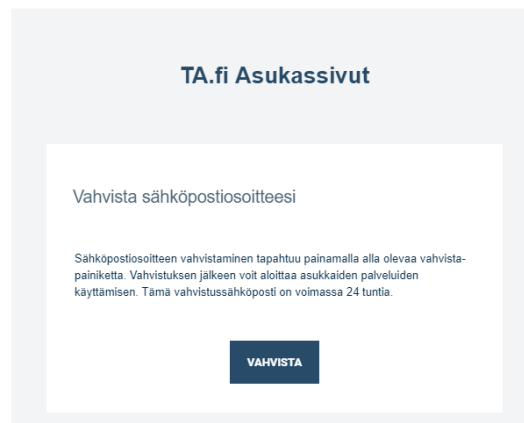 TA.fi Asukassivut
Vahvista sähköpostiosoitteesi
Sähköpostiosoitteen vahvistaminen tapahtuu painamalla alla olevaa vahvista-
painiketta. Vahvistuksen jälkeen voit aloittaa asukkaiden palveluiden
käyttämisen. Tämä vahvistussähköposti on voimassa 24 tuntia.
VAHVISTA